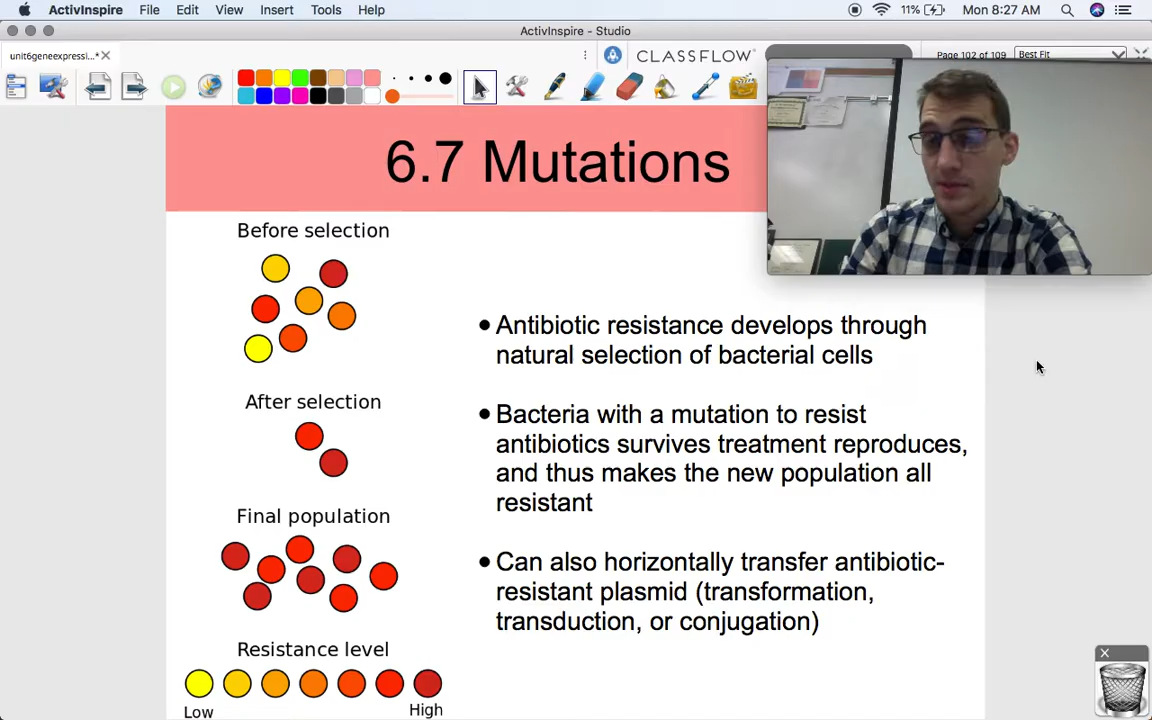 ActivInspire File Edit View Insert Tools Help 11% Mon 8:27 AM
ActivInspire - Studio
unit6geneexpressi...* CLASSFLOW Page 102 of 109 Best Fit
6.7 Mutations
Before selection
After selection
Final population
Resistance level
Low High
•Antibiotic resistance develops through
natural selection of bacterial cells
•Bacteria with a mutation to resist
antibiotics survives treatment reproduces,
and thus makes the new population all
resistant
•Can also horizontally transfer antibiotic-
resistant plasmid (transformation,
transduction, or conjugation)